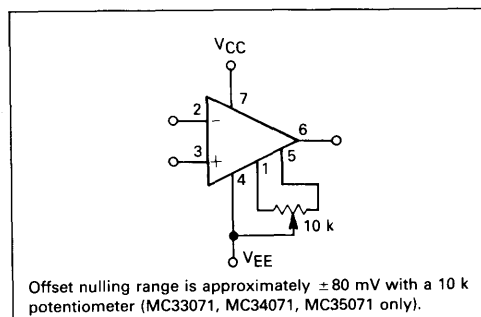 VCC
7
2
-
6
3
+
5
1
4
10 k
VEE
Offset nulling range is approximately ±80 mV with a 10 k
potentiometer (MC33071, MC34071, MC35071 only).